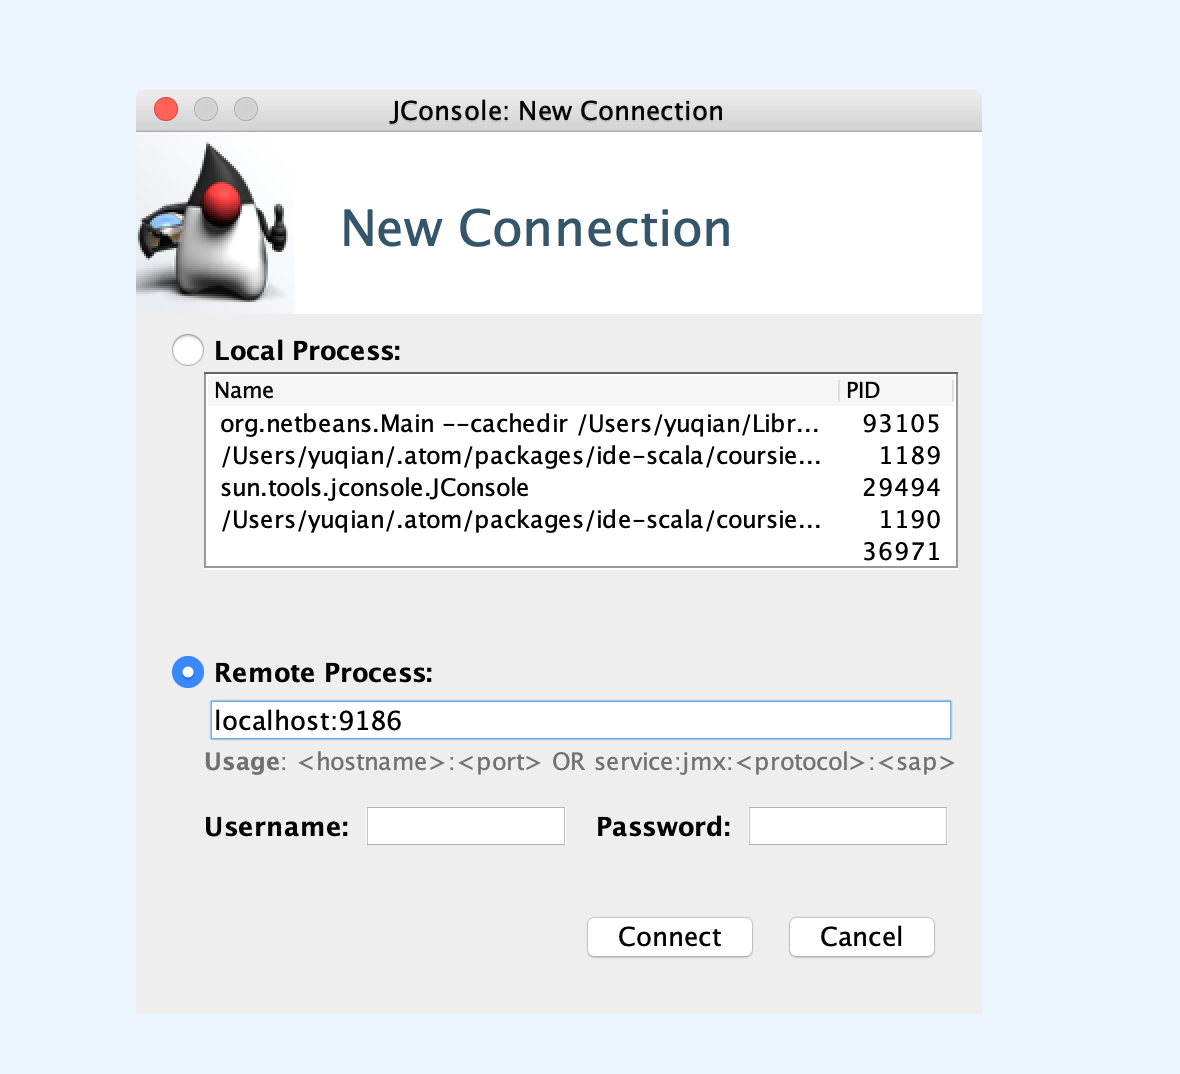 JConsole: New Connection
New Connection
Local Process:
Name PID
org.netbeans.Main --cachedir /Users/yuqian/Libr... 93105
/Users/yuqian/.atom/packages/ide-scala/coursie... 1189
sun.tools.jconsole.JConsole 29494
/Users/yuqian/.atom/packages/ide-scala/coursie... 1190
36971
Remote Process:
localhost:9186
Usage: <hostname>:<port> OR service:jmx:<protocol>:<sap>
Username: Password:
Connect Cancel